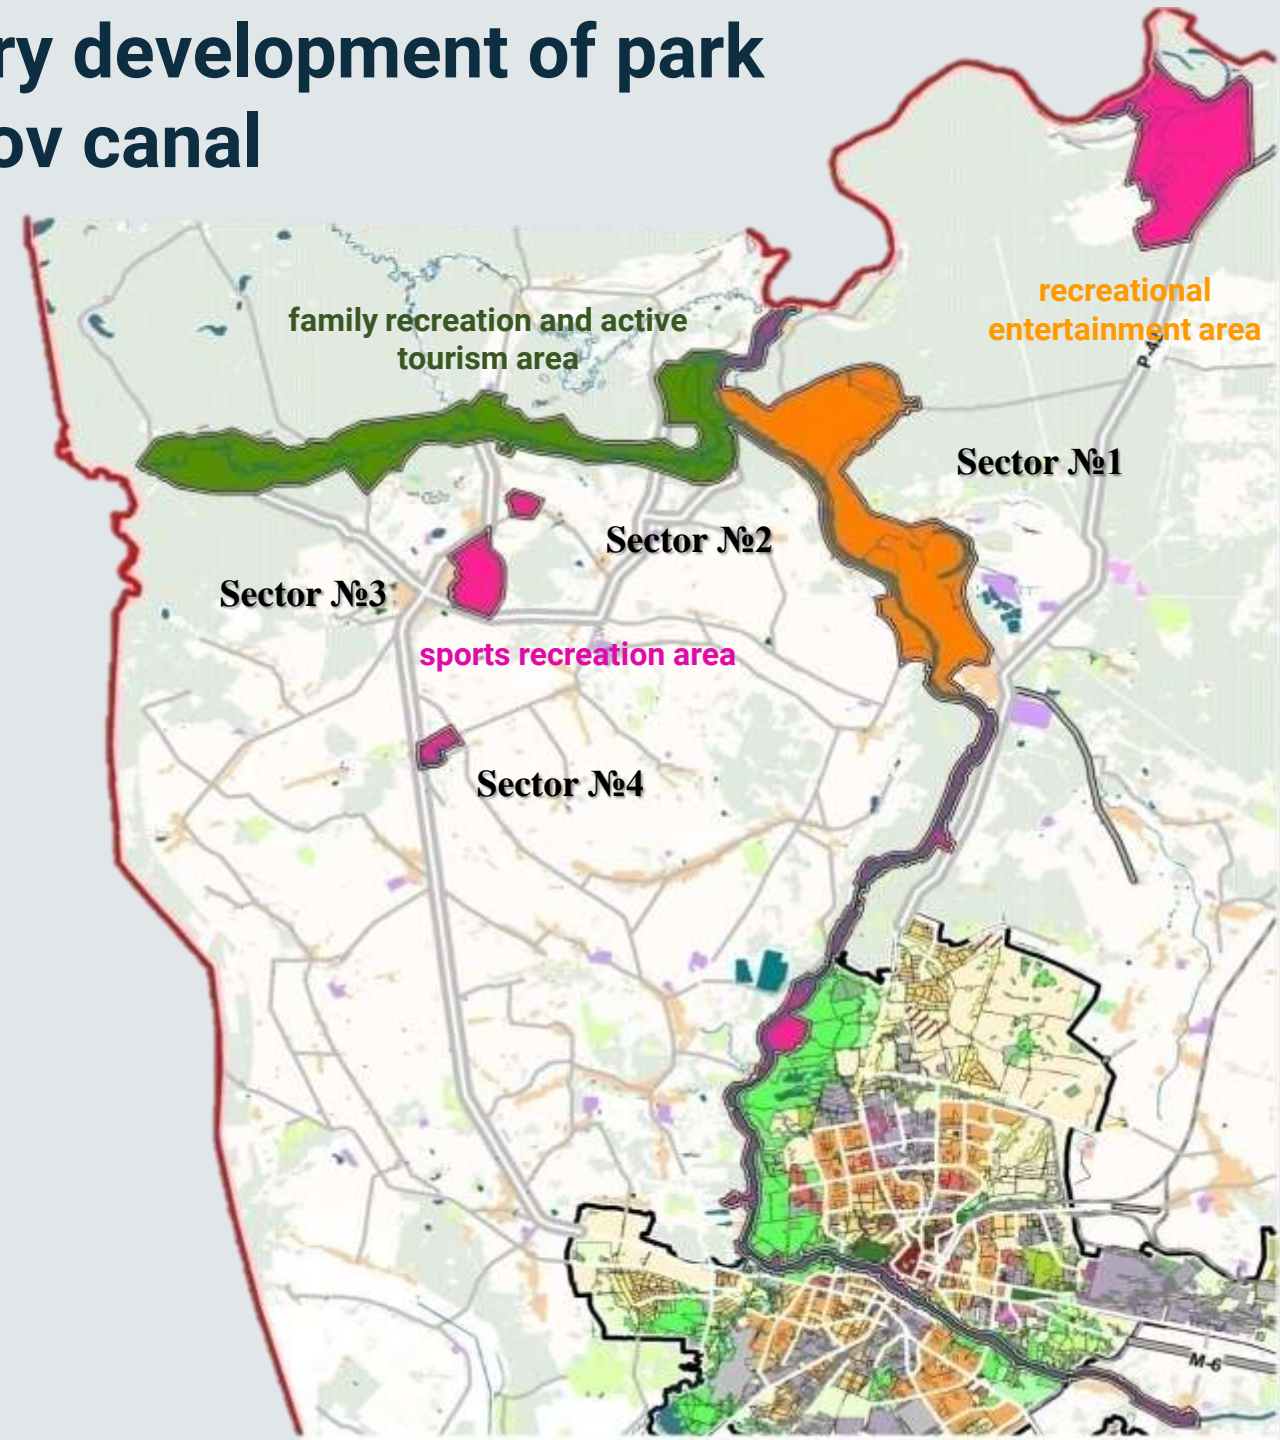 ry development of park
ov canal
recreational
entertainment area
family recreation and active
tourism area
Sector №1
Sector №2
Sector №3
sports recreation area
Sector №4
M-6